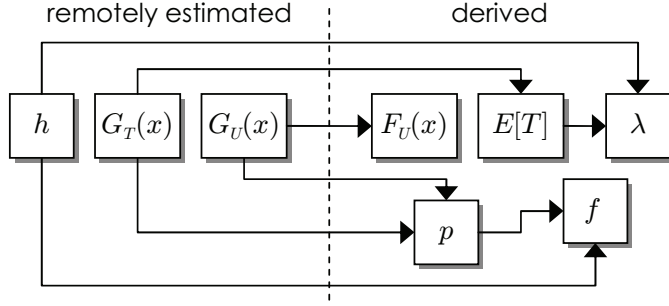 remotely estimated derived
h G_T(x) G_U(x) F_U(x) E[T] λ
p f